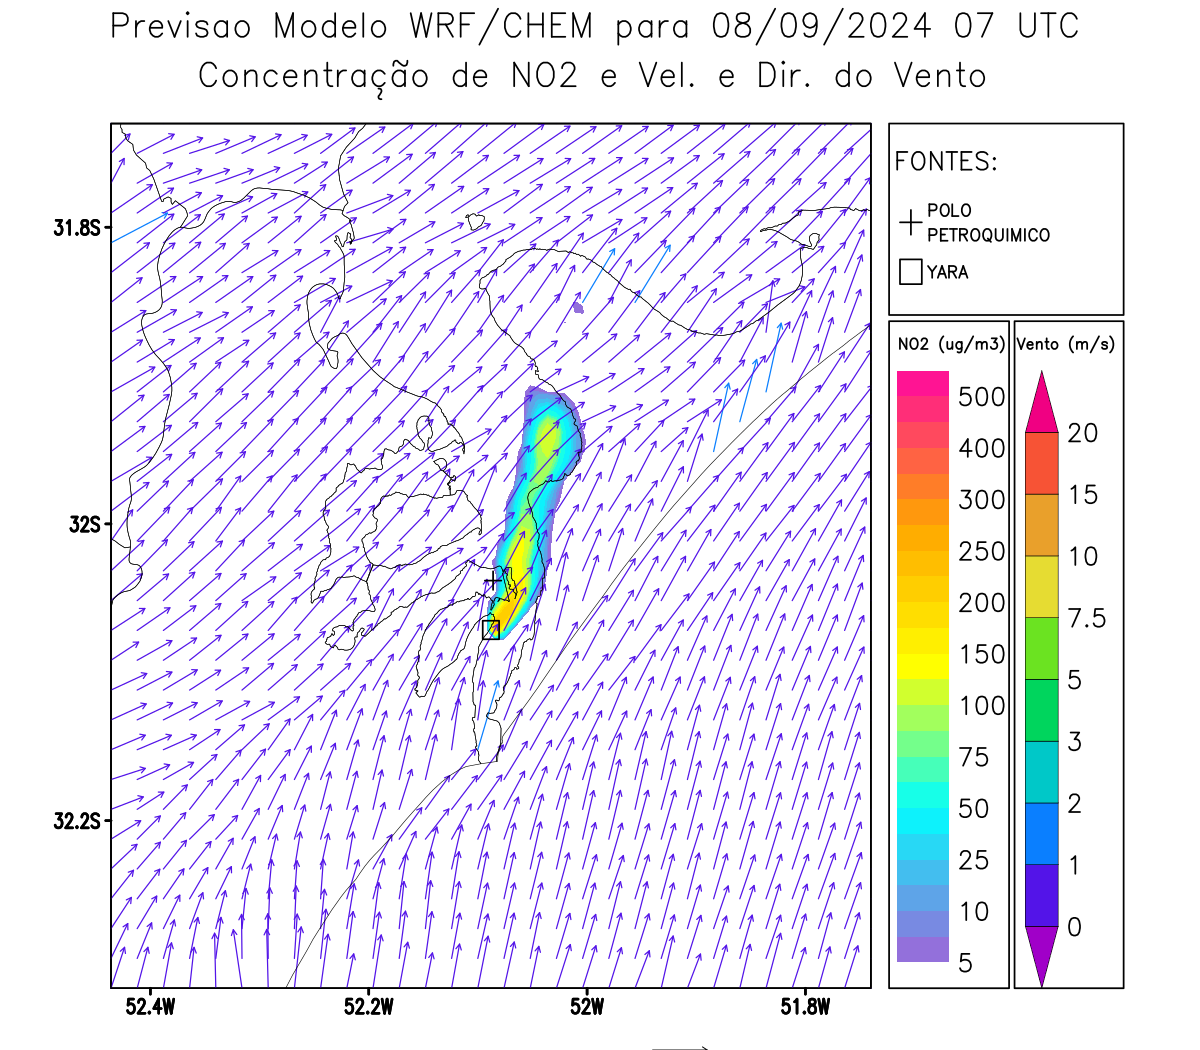 Previsao Modelo WRF/CHEM para 08/09/2024 07 UTC
Concentração de NO2 e Vel. e Dir. do Vento
FONTES:
POLO
PETROQUIMICO
YARA
NO2 (ug/m3)
500
400
300
250
200
150
100
75
50
25
10
5
Vento (m/s)
20
15
10
7.5
5
3
2
1
0
31.8S
32S
32.2S
52.4W
52.2W
52W
51.8W